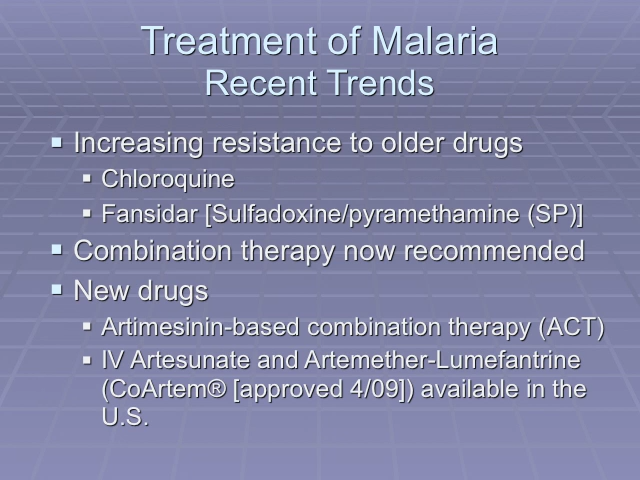 Treatment of Malaria
Recent Trends
▪ Increasing resistance to older drugs
▪ Chloroquine
▪ Fansidar [Sulfadoxine/pyramethamine (SP)]
▪ Combination therapy now recommended
▪ New drugs
▪ Artimesinin-based combination therapy (ACT)
▪ IV Artesunate and Artemether-Lumefantrine
(CoArtem® [approved 4/09]) available in the
U.S.